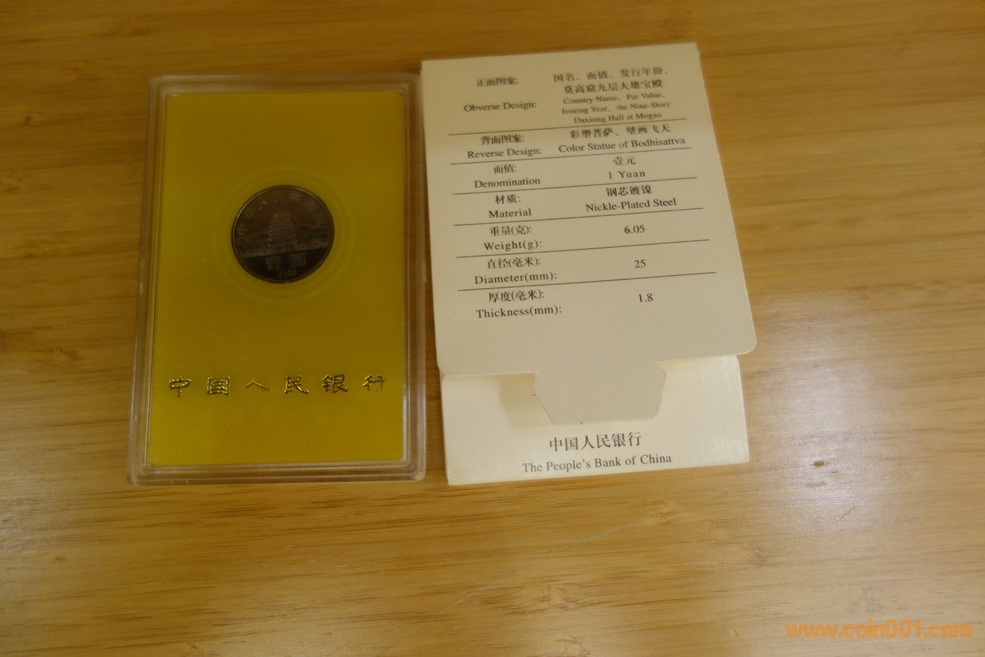 中國人民银行
正面图案:
国名、面值、发行年份、
莫高窟九层大雄宝殿
Obverse Design:
Country Name、Par Value、
Issuing Year、the Nine-Story
Daxiong Hall at Mogao
背面图案:
彩塑菩萨、壁画飞天
Reverse Design:
Color Statue of Bodhisattva
面值:
壹元
Denomination
1 Yuan
材质:
钢芯镀镍
Material
Nickle-Plated Steel
重量(克):
6.05
Weight(g):
直径(毫米):
25
Diameter(mm):
厚度(毫米):
1.8
Thickness(mm):
中国人民银行
The People's Bank of China
www.coin001.com